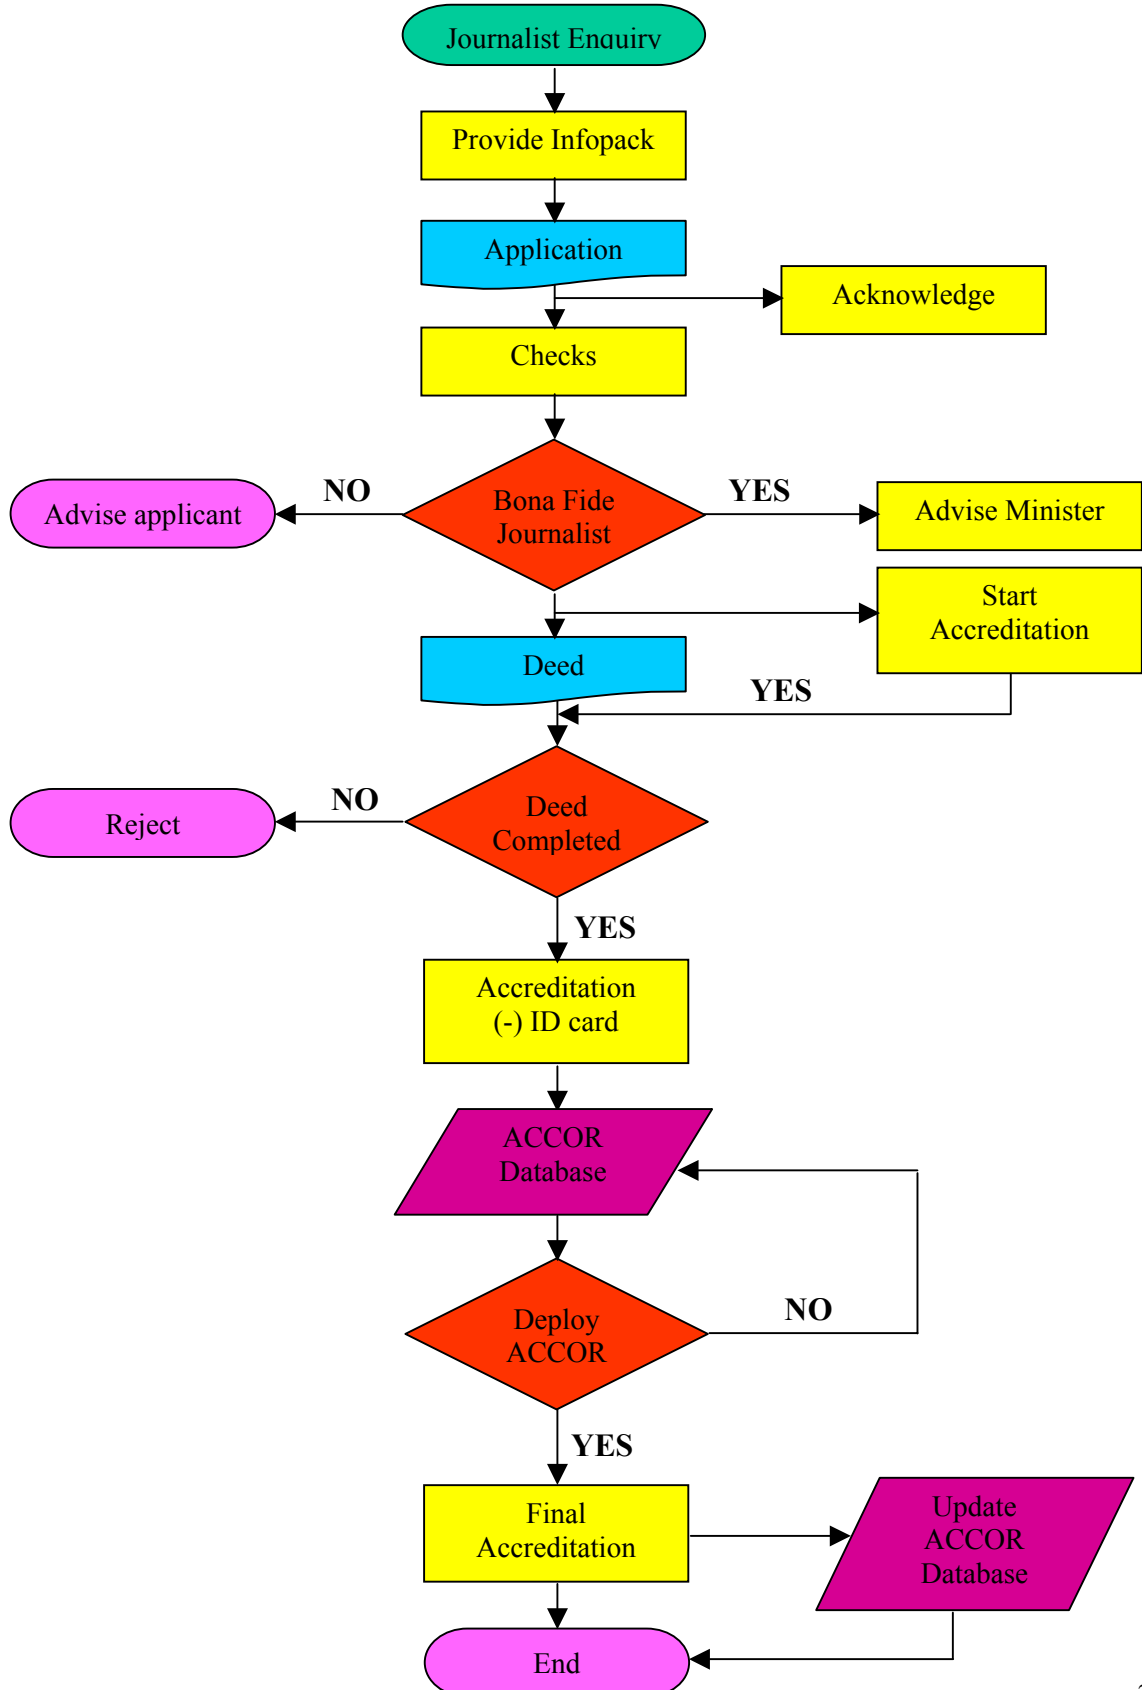 Journalist Enquiry
Provide Infopack
Application
Acknowledge
Checks
NO
YES
Advise applicant
Bona Fide
Journalist
Advise Minister
Start
Accreditation
Deed
YES
NO
Reject
Deed
Completed
YES
Accreditation
(-) ID card
ACCOR
Database
Deploy
ACCOR
NO
YES
Final
Accreditation
Update
ACCOR
Database
End